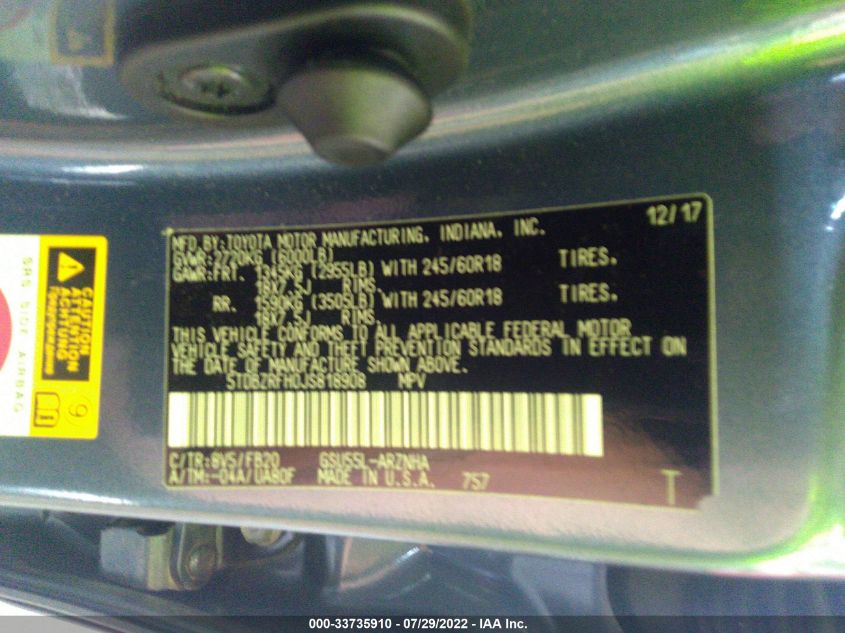 12/17
MFD.BY:TOYOTA MOTOR MANUFACTURING, INDIANA, INC.
GVWR:2720KG (6000LB)
GAWR:FRT. 1345KG (2955LB) WITH 245/60R18 TIRES.
18X7.5J RIMS.
RR. 1590KG (3505LB) WITH 245/60R18 TIRES.
18X7.5J RIMS.
THIS VEHICLE CONFORMS TO ALL APPLICABLE FEDERAL MOTOR
VEHICLE SAFETY AND THEFT PREVENTION STANDARDS IN EFFECT ON
THE DATE OF MANUFACTURE SHOWN ABOVE.
5TDBZRFH0JS818908 MPV
C/TR:8V5/FB20 GSU55L-ARZNHA
A/TM:-04A/UA80F MADE IN U.S.A. 757 T
SRS SIDE AIRBAG
CAUTION
ATTENTION
ACHTUNG
Предупреждение
000-33735910 - 07/29/2022 - IAA Inc.